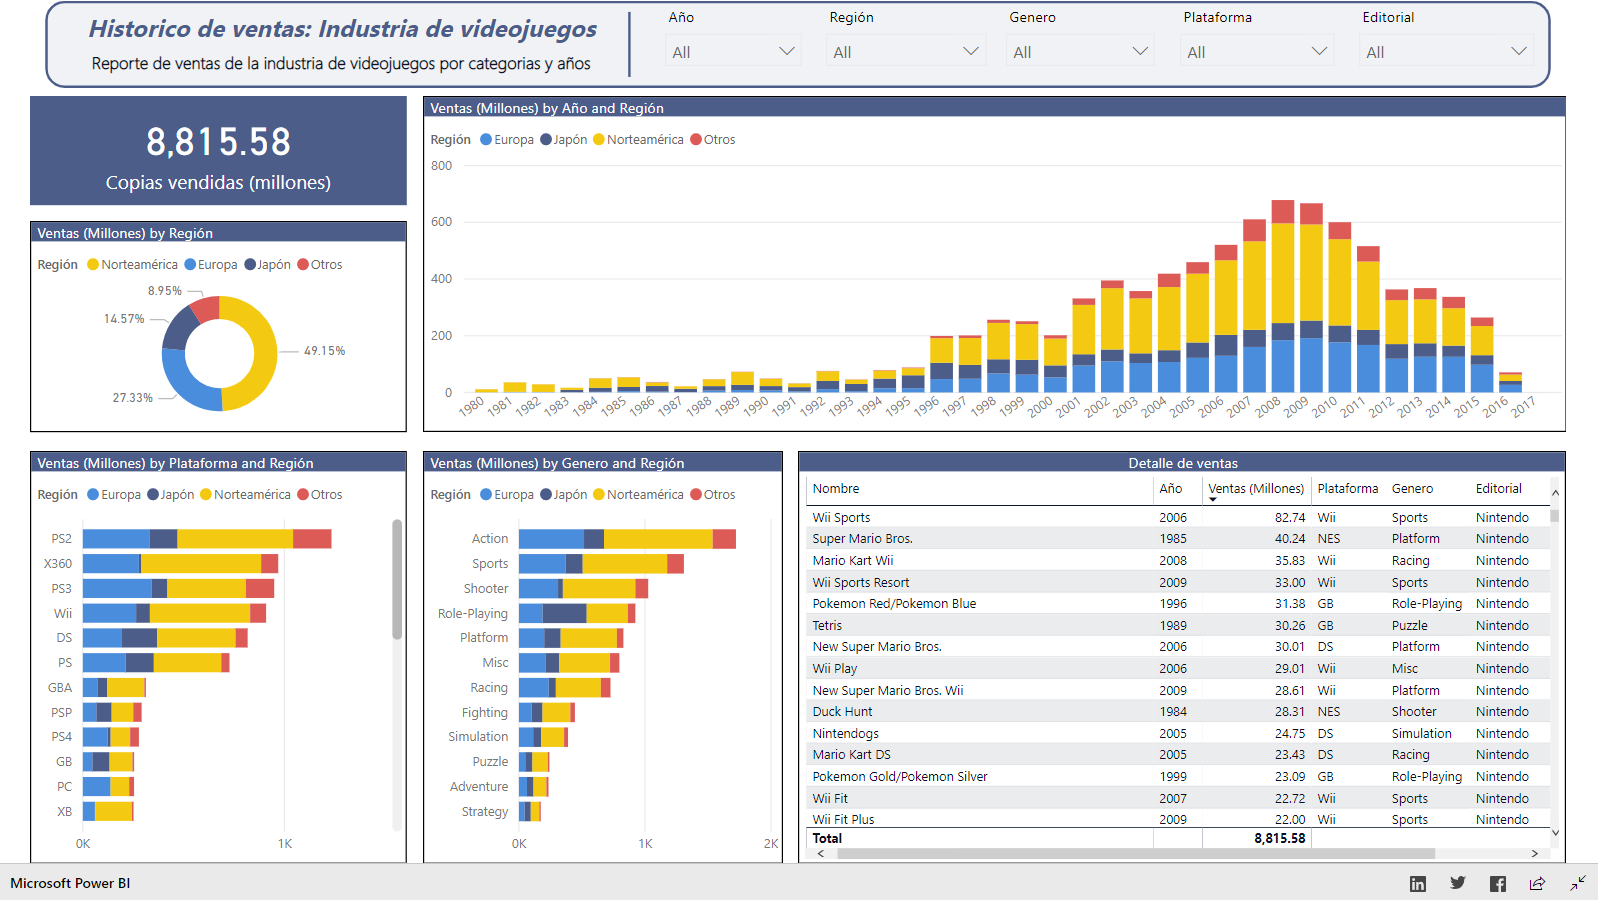 Historico de ventas: Industria de videojuegos
Reporte de ventas de la industria de videojuegos por categorias y años
Año Región Genero Plataforma Editorial
All All All All All
8,815.58
Copias vendidas (millones)
Ventas (Millones) by Región
Región Norteamérica Europa Japón Otros
8.95%
14.57%
49.15%
27.33%
Ventas (Millones) by Año and Región
Región Europa Japón Norteamérica Otros
800
600
400
200
0
1980 1981 1982 1983 1984 1985 1986 1987 1988 1989 1990 1991 1992 1993 1994 1995 1996 1997 1998 1999 2000 2001 2002 2003 2004 2005 2006 2007 2008 2009 2010 2011 2012 2013 2014 2015 2016 2017
Ventas (Millones) by Plataforma and Región
Región Europa Japón Norteamérica Otros
PS2
X360
PS3
Wii
DS
PS
GBA
PSP
PS4
GB
PC
XB
0K 1K
Ventas (Millones) by Genero and Región
Región Europa Japón Norteamérica Otros
Action
Sports
Shooter
Role-Playing
Platform
Misc
Racing
Fighting
Simulation
Puzzle
Adventure
Strategy
0K 1K 2K
Detalle de ventas
Nombre Año Ventas (Millones) Plataforma Genero Editorial
Wii Sports 2006 82.74 Wii Sports Nintendo
Super Mario Bros. 1985 40.24 NES Platform Nintendo
Mario Kart Wii 2008 35.83 Wii Racing Nintendo
Wii Sports Resort 2009 33.00 Wii Sports Nintendo
Pokemon Red/Pokemon Blue 1996 31.38 GB Role-Playing Nintendo
Tetris 1989 30.26 GB Puzzle Nintendo
New Super Mario Bros. 2006 30.01 DS Platform Nintendo
Wii Play 2006 29.01 Wii Misc Nintendo
New Super Mario Bros. Wii 2009 28.61 Wii Platform Nintendo
Duck Hunt 1984 28.31 NES Shooter Nintendo
Nintendogs 2005 24.75 DS Simulation Nintendo
Mario Kart DS 2005 23.43 DS Racing Nintendo
Pokemon Gold/Pokemon Silver 1999 23.09 GB Role-Playing Nintendo
Wii Fit 2007 22.72 Wii Sports Nintendo
Wii Fit Plus 2009 22.00 Wii Sports Nintendo
Total 8,815.58
Microsoft Power BI